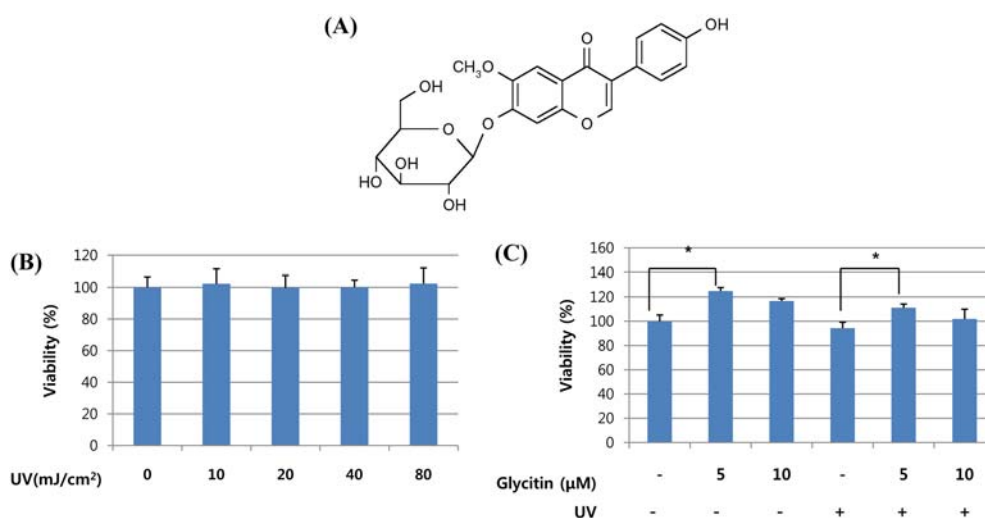 (A)
OH
O
CH₃O
OH
O
O
O
OH
HO
OH
(B)
120
100
80
60
40
20
0
Viability (%)
UV(mJ/cm²) 0 10 20 40 80
(C)
160
140
120
100
80
60
40
20
0
Viability (%)
* *
Glycitin (µM) - 5 10 - 5 10
UV - - - + + +